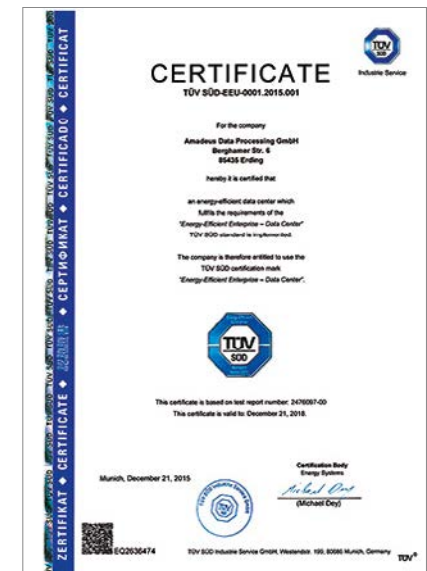 TÜV
SÜD
Industrie Service
CERTIFICATE
TÜV SÜD-EEU-0001.2015.001
For the company
Amadeus Data Processing GmbH
Berghamer Str. 6
85435 Erding
hereby it is certified that
an energy-efficient data center which
fulfils the requirements of the
"Energy-Efficient Enterprise – Data Center"
TÜV SÜD standard is implemented.
The company is therefore entitled to use the
TÜV SÜD certification mark
"Energy-Efficient Enterprise – Data Center".
TÜV
SÜD
This certificate is based on test report number: 2476097-00
This certificate is valid to: December 21, 2018.
Certification Body
Energy Systems
Munich, December 21, 2015
(Michael Dey)
EQ2636474
TÜV SÜD Industrie Service GmbH, Westendstr. 199, 80686 Munich, Germany
TÜV®
ZERTIFIKAT ◆ CERTIFICATE ◆ ◆ СЕРТИФИКАТ ◆ CERTIFICADO ◆ CERTIFICAT